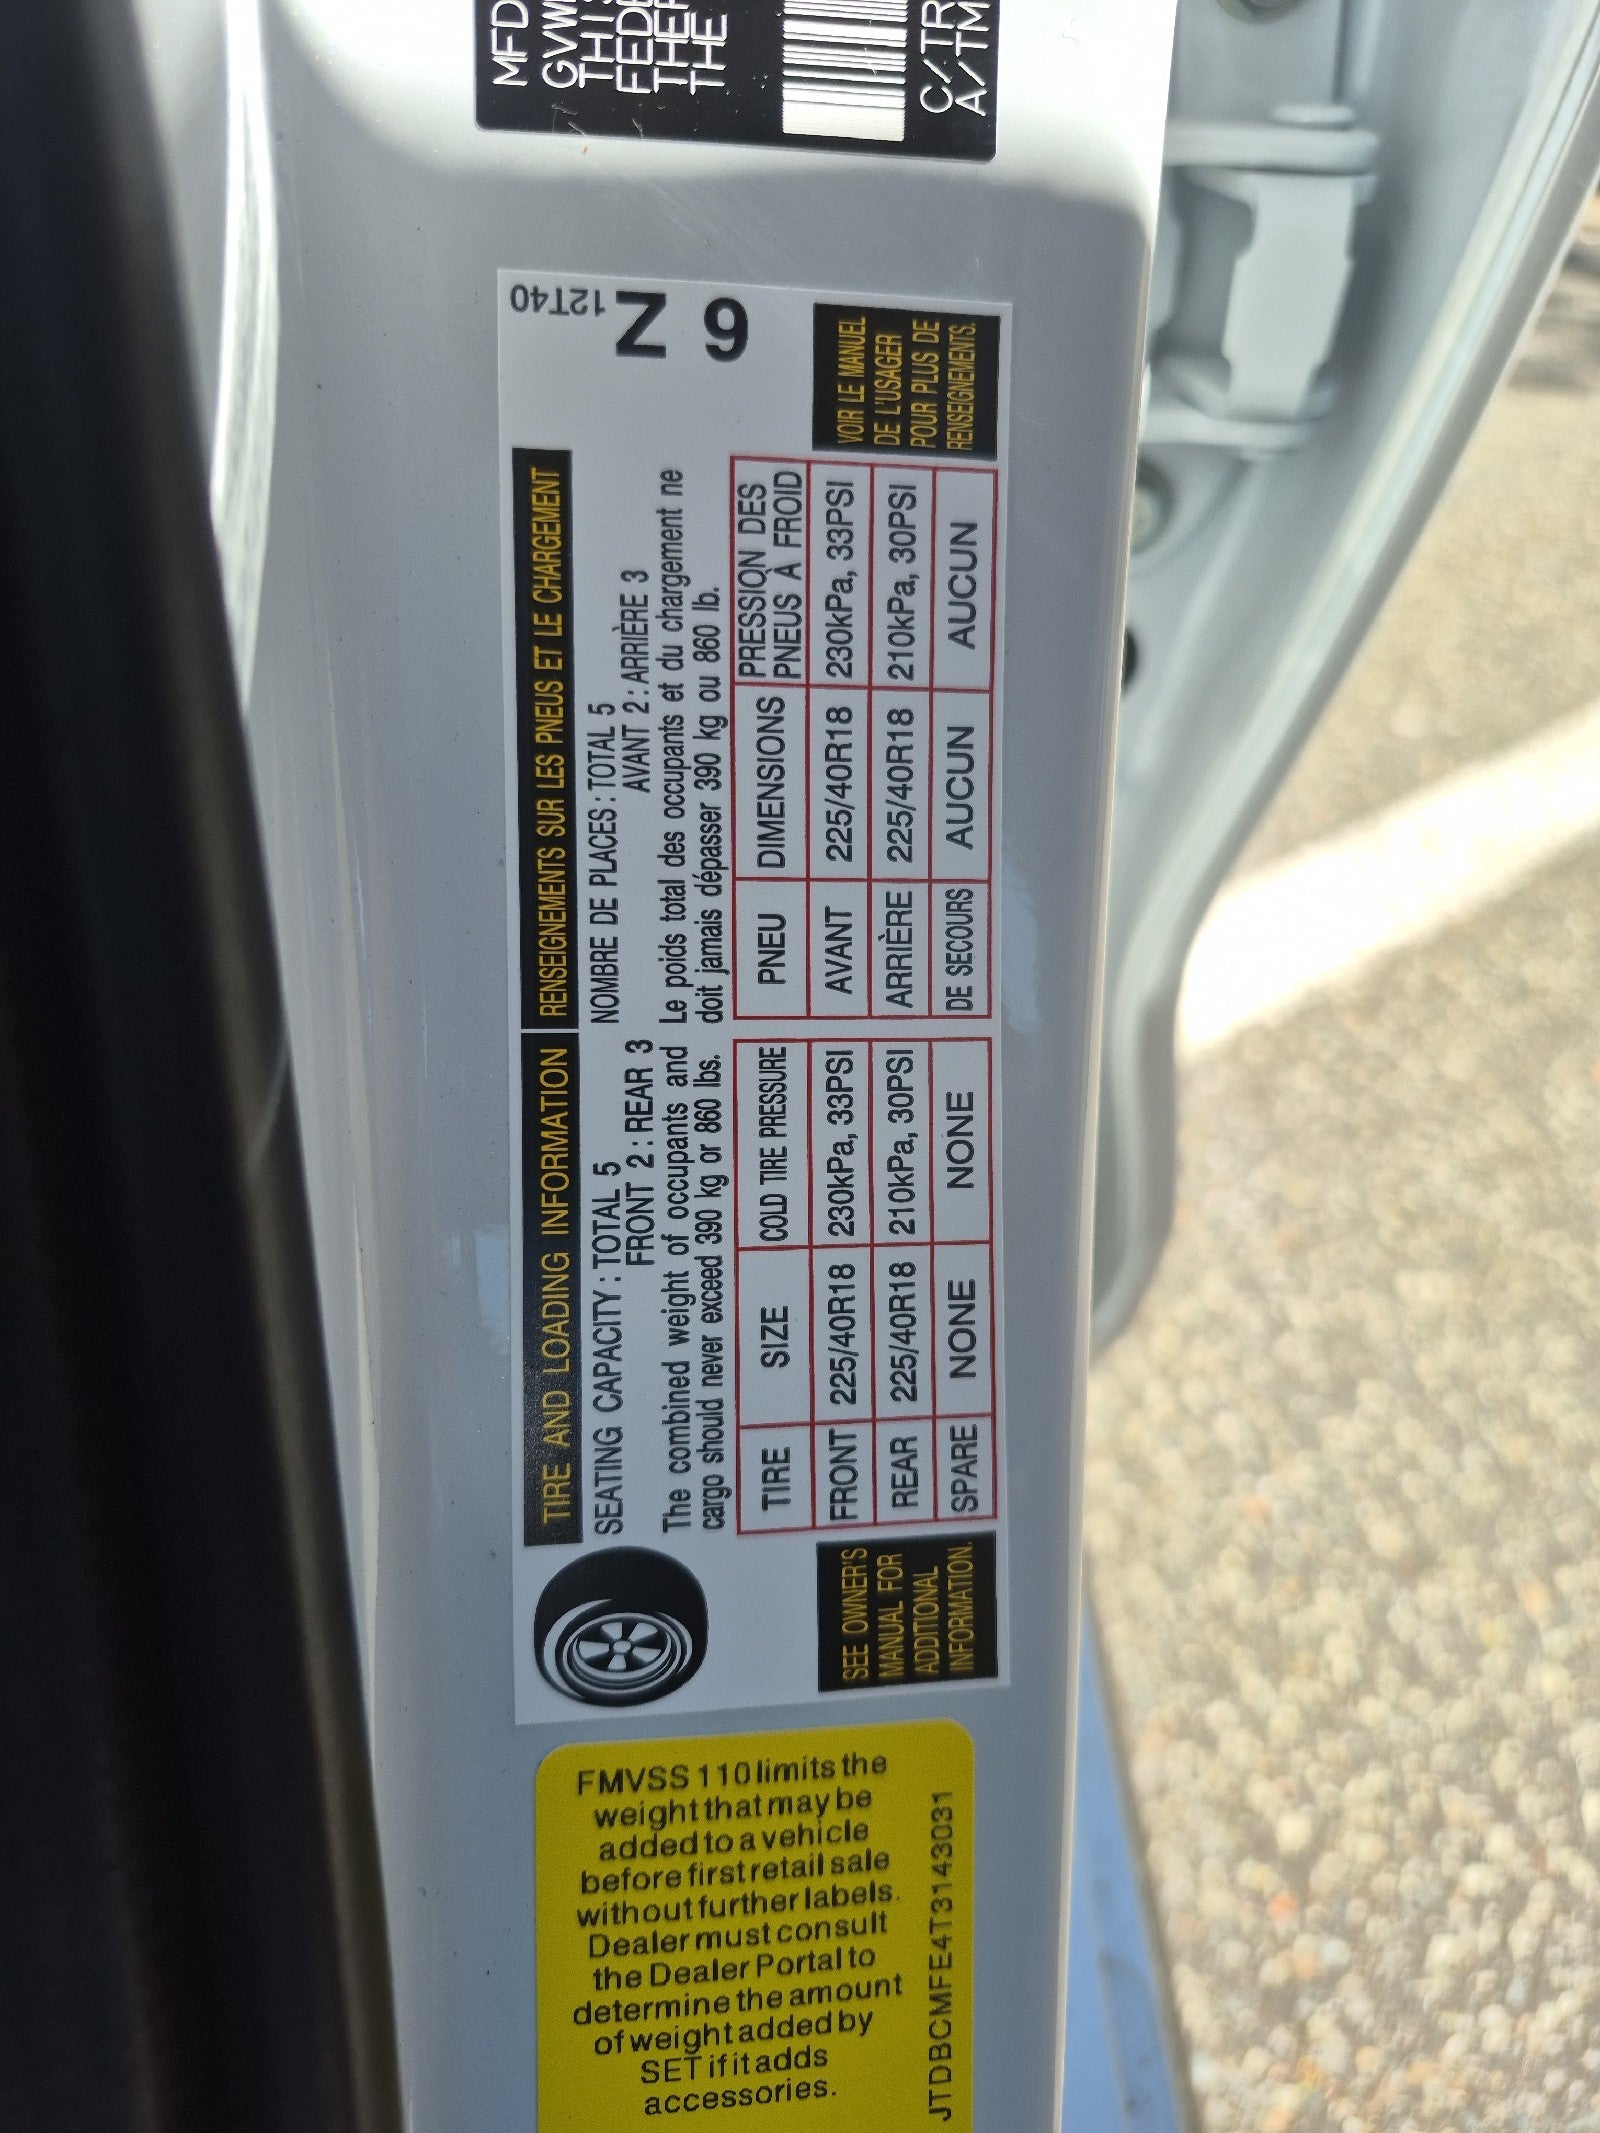 MFD
GVW
THIS
FEDE
THE
C/TR
A/TM
12T40
Z 6
TIRE AND LOADING INFORMATION
SEATING CAPACITY : TOTAL 5
FRONT 2 : REAR 3
The combined weight of occupants and
cargo should never exceed 390 kg or 860 lbs.
TIRE SIZE COLD TIRE PRESSURE
FRONT 225/40R18 230kPa, 33PSI
REAR 225/40R18 210kPa, 30PSI
SPARE NONE NONE
SEE OWNER'S
MANUAL FOR
ADDITIONAL
INFORMATION.
RENSEIGNEMENTS SUR LES PNEUS ET LE CHARGEMENT
NOMBRE DE PLACES : TOTAL 5
AVANT 2 : ARRIÈRE 3
Le poids total des occupants et du chargement ne
doit jamais dépasser 390 kg ou 860 lb.
PNEU DIMENSIONS PRESSION DES
PNEUS À FROID
AVANT 225/40R18 230kPa, 33PSI
ARRIÈRE 225/40R18 210kPa, 30PSI
DE SECOURS AUCUN AUCUN
VOIR LE MANUEL
DE L'USAGER
POUR PLUS DE
RENSEIGNEMENTS.
FMVSS 110 limits the
weight that may be
added to a vehicle
before first retail sale
without further labels.
Dealer must consult
the Dealer Portal to
determine the amount
of weight added by
SET if it adds
accessories.
JTDBCMFE4T3143031